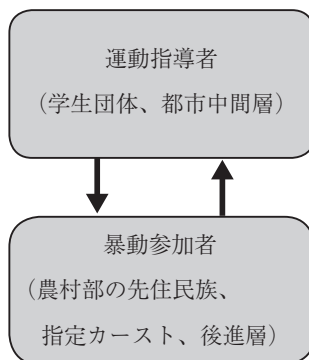 運動指導者
（学生団体、都市中間層）
暴動参加者
（農村部の先住民族、
指定カースト、後進層）